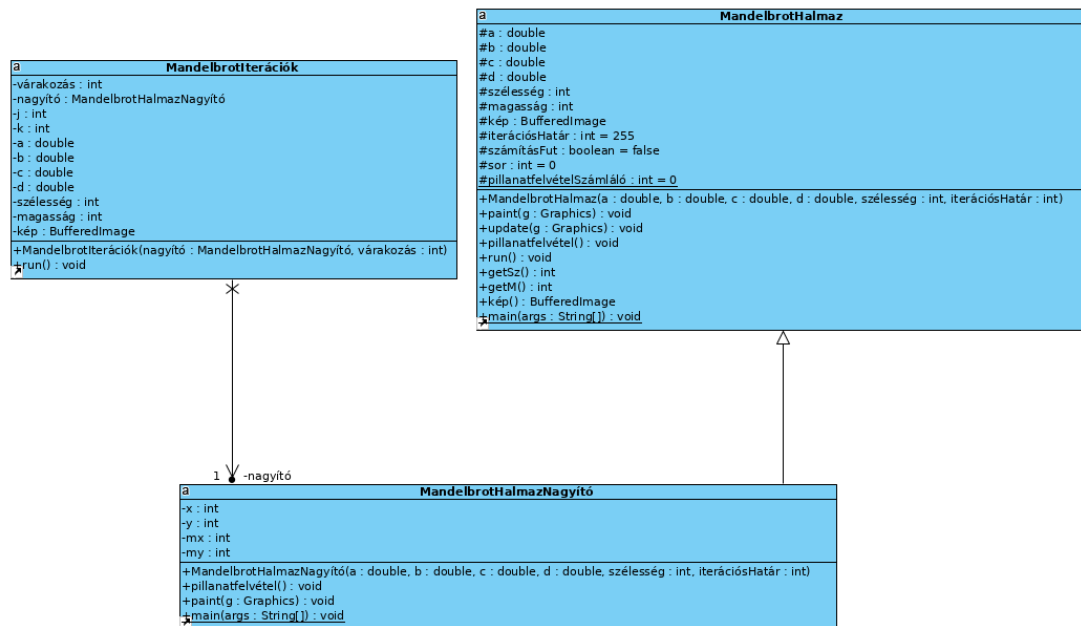 a
MandelbrotIterációk
-várakozás : int
-nagyító : MandelbrotHalmazNagyító
-j : int
-k : int
-a : double
-b : double
-c : double
-d : double
-szélesség : int
-magasság : int
-kép : BufferedImage
+MandelbrotIterációk(nagyító : MandelbrotHalmazNagyító, várakozás : int)
+run() : void
a
MandelbrotHalmaz
#a : double
#b : double
#c : double
#d : double
#szélesség : int
#magasság : int
#kép : BufferedImage
#iterációsHatár : int = 255
#számításFut : boolean = false
#sor : int = 0
#pillanatfelvételSzámláló : int = 0
+MandelbrotHalmaz(a : double, b : double, c : double, d : double, szélesség : int, iterációsHatár : int)
+paint(g : Graphics) : void
+update(g : Graphics) : void
+pillanatfelvétel() : void
+run() : void
+getSz() : int
+getM() : int
+kép() : BufferedImage
+main(args : String[]) : void
1 -nagyító
a
MandelbrotHalmazNagyító
-x : int
-y : int
-mx : int
-my : int
+MandelbrotHalmazNagyító(a : double, b : double, c : double, d : double, szélesség : int, iterációsHatár : int)
+pillanatfelvétel() : void
+paint(g : Graphics) : void
+main(args : String[]) : void